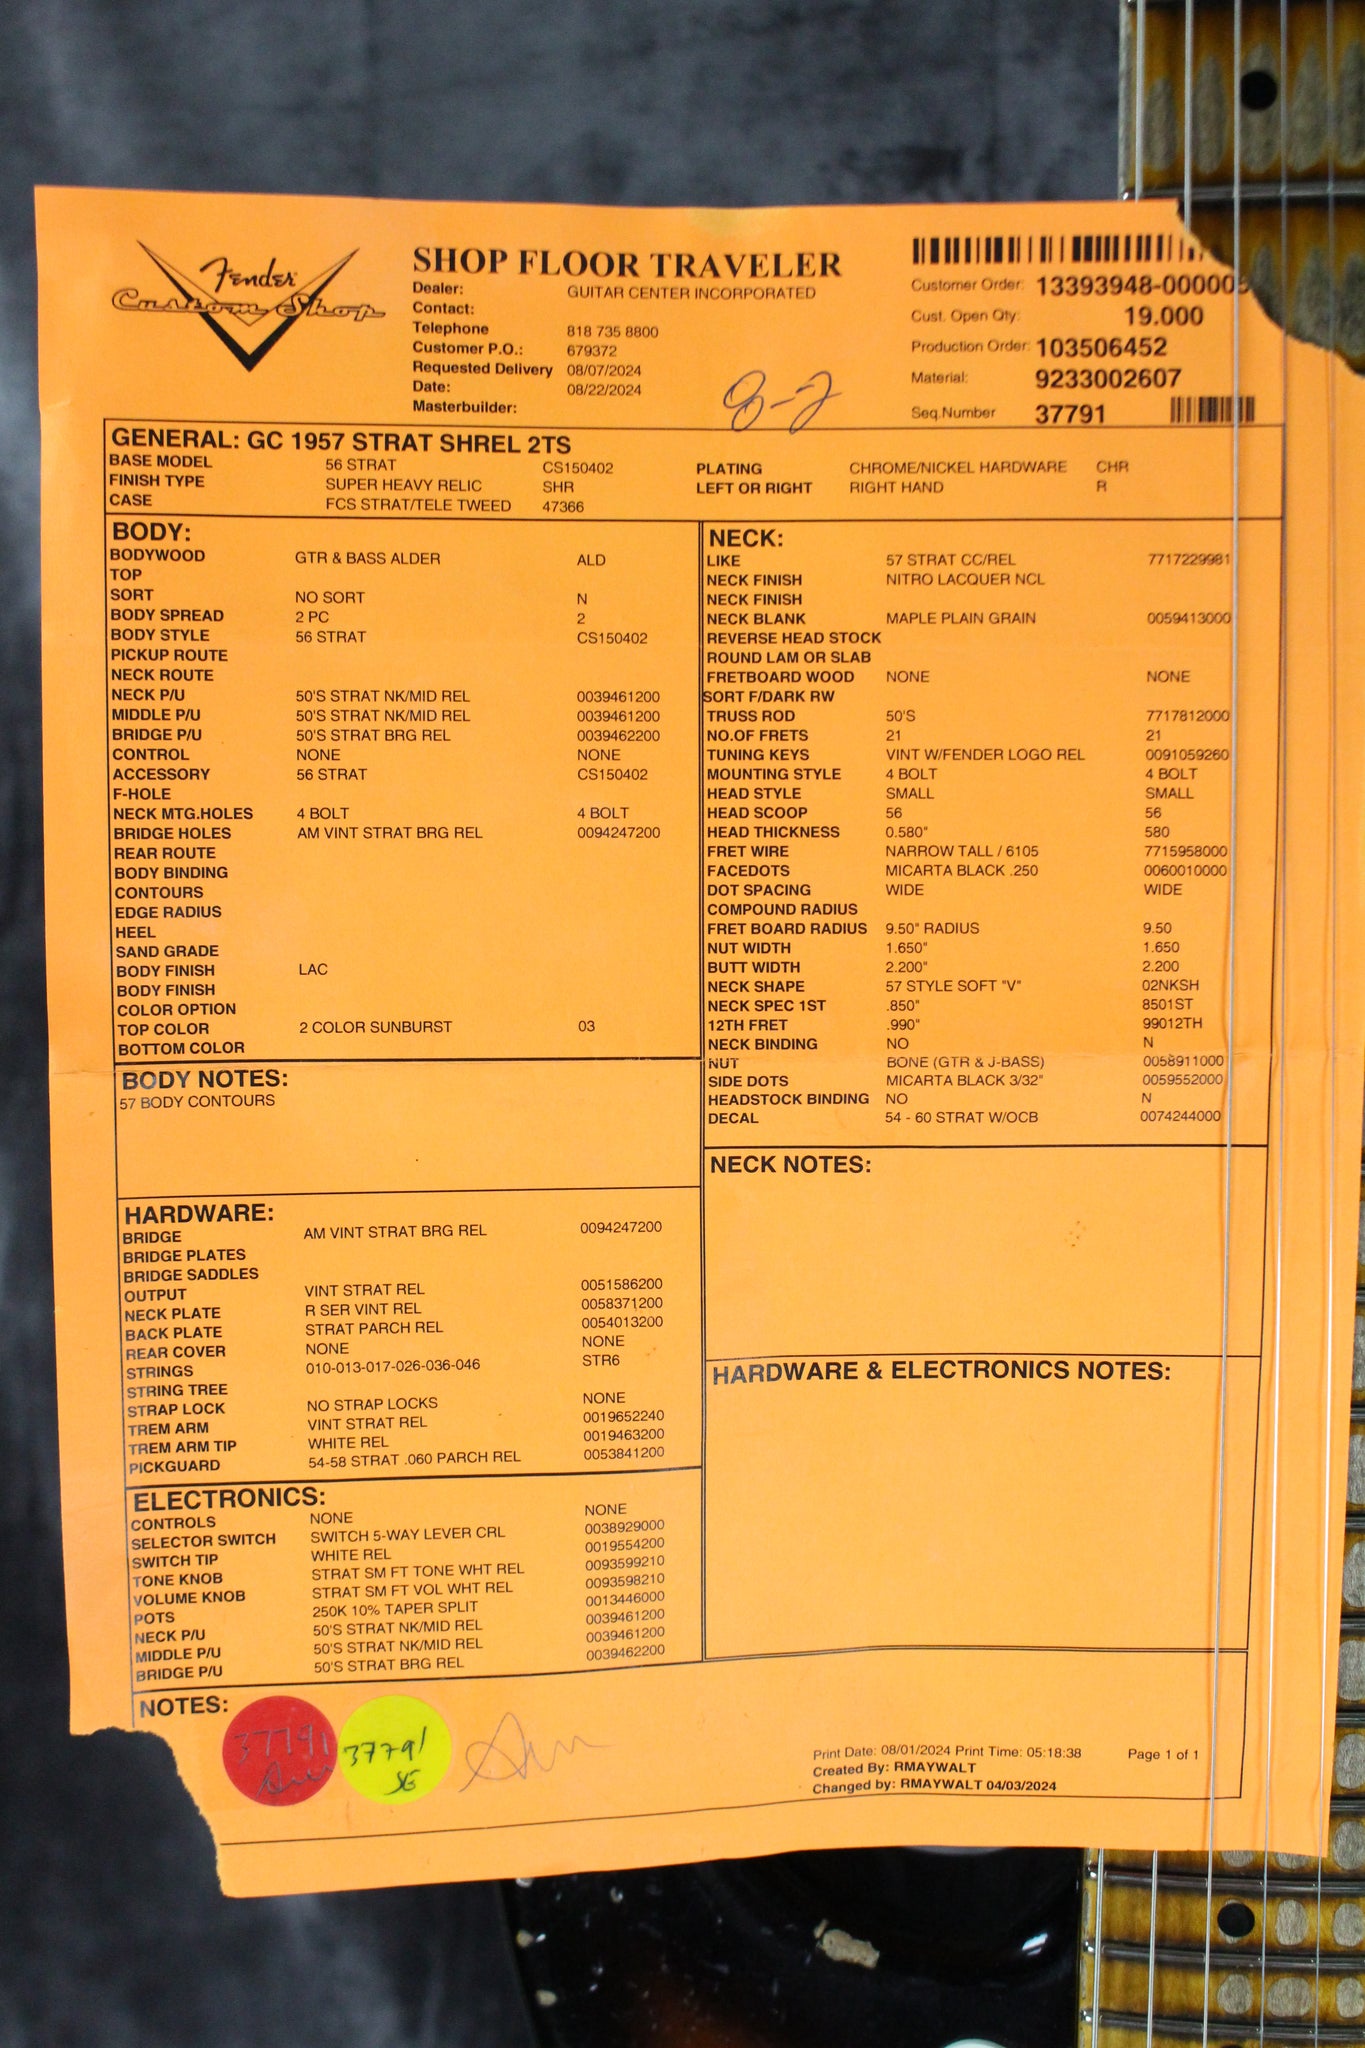 Fender
Custom Shop
SHOP FLOOR TRAVELER
Dealer: GUITAR CENTER INCORPORATED
Contact:
Telephone 818 735 8800
Customer P.O.: 679372
Requested Delivery 08/07/2024
Date: 08/22/2024
Masterbuilder:
Customer Order: 13393948-00000
Cust. Open Qty: 19.000
Production Order: 103506452
Material: 9233002607
Seq.Number 37791
GENERAL: GC 1957 STRAT SHREL 2TS
BASE MODEL 56 STRAT CS150402 PLATING CHROME/NICKEL HARDWARE CHR
FINISH TYPE SUPER HEAVY RELIC SHR LEFT OR RIGHT RIGHT HAND R
CASE FCS STRAT/TELE TWEED 47366
BODY:
BODYWOOD GTR & BASS ALDER ALD
TOP
SORT NO SORT N
BODY SPREAD 2 PC 2
BODY STYLE 56 STRAT CS150402
PICKUP ROUTE
NECK ROUTE
NECK P/U 50'S STRAT NK/MID REL 0039461200
MIDDLE P/U 50'S STRAT NK/MID REL 0039461200
BRIDGE P/U 50'S STRAT BRG REL 0039462200
CONTROL NONE NONE
ACCESSORY 56 STRAT CS150402
F-HOLE
NECK MTG.HOLES 4 BOLT 4 BOLT
BRIDGE HOLES AM VINT STRAT BRG REL 0094247200
REAR ROUTE
BODY BINDING
CONTOURS
EDGE RADIUS
HEEL
SAND GRADE
BODY FINISH LAC
BODY FINISH
COLOR OPTION
TOP COLOR 2 COLOR SUNBURST 03
BOTTOM COLOR
BODY NOTES:
57 BODY CONTOURS
HARDWARE:
BRIDGE AM VINT STRAT BRG REL 0094247200
BRIDGE PLATES
BRIDGE SADDLES
OUTPUT VINT STRAT REL 0051586200
NECK PLATE R SER VINT REL 0058371200
BACK PLATE STRAT PARCH REL 0054013200
REAR COVER NONE NONE
STRINGS 010-013-017-026-036-046 STR6
STRING TREE
STRAP LOCK NO STRAP LOCKS NONE
TREM ARM VINT STRAT REL 0019652240
TREM ARM TIP WHITE REL 0019463200
PICKGUARD 54-58 STRAT .060 PARCH REL 0053841200
ELECTRONICS:
CONTROLS NONE NONE
SELECTOR SWITCH SWITCH 5-WAY LEVER CRL 0038929000
SWITCH TIP WHITE REL 0019554200
TONE KNOB STRAT SM FT TONE WHT REL 0093599210
VOLUME KNOB STRAT SM FT VOL WHT REL 0093598210
POTS 250K 10% TAPER SPLIT 0013446000
NECK P/U 50'S STRAT NK/MID REL 0039461200
MIDDLE P/U 50'S STRAT NK/MID REL 0039461200
BRIDGE P/U 50'S STRAT BRG REL 0039462200
NECK:
LIKE 57 STRAT CC/REL 7717229981
NECK FINISH NITRO LACQUER NCL
NECK FINISH
NECK BLANK MAPLE PLAIN GRAIN 0059413000
REVERSE HEAD STOCK
ROUND LAM OR SLAB
FRETBOARD WOOD NONE NONE
SORT F/DARK RW
TRUSS ROD 50'S 7717812000
NO.OF FRETS 21 21
TUNING KEYS VINT W/FENDER LOGO REL 0091059260
MOUNTING STYLE 4 BOLT 4 BOLT
HEAD STYLE SMALL SMALL
HEAD SCOOP 56 56
HEAD THICKNESS 0.580" 580
FRET WIRE NARROW TALL / 6105 7715958000
FACEDOTS MICARTA BLACK .250 0060010000
DOT SPACING WIDE WIDE
COMPOUND RADIUS
FRET BOARD RADIUS 9.50" RADIUS 9.50
NUT WIDTH 1.650" 1.650
BUTT WIDTH 2.200" 2.200
NECK SHAPE 57 STYLE SOFT "V" 02NKSH
NECK SPEC 1ST .850" 8501ST
12TH FRET .990" 99012TH
NECK BINDING NO N
NUT BONE (GTR & J-BASS) 0058911000
SIDE DOTS MICARTA BLACK 3/32" 0059552000
HEADSTOCK BINDING NO N
DECAL 54 - 60 STRAT W/OCB 0074244000
NECK NOTES:
HARDWARE & ELECTRONICS NOTES:
NOTES:
37791
37791
Print Date: 08/01/2024 Print Time: 05:18:38 Page 1 of 1
Created By: RMAYWALT
Changed by: RMAYWALT 04/03/2024